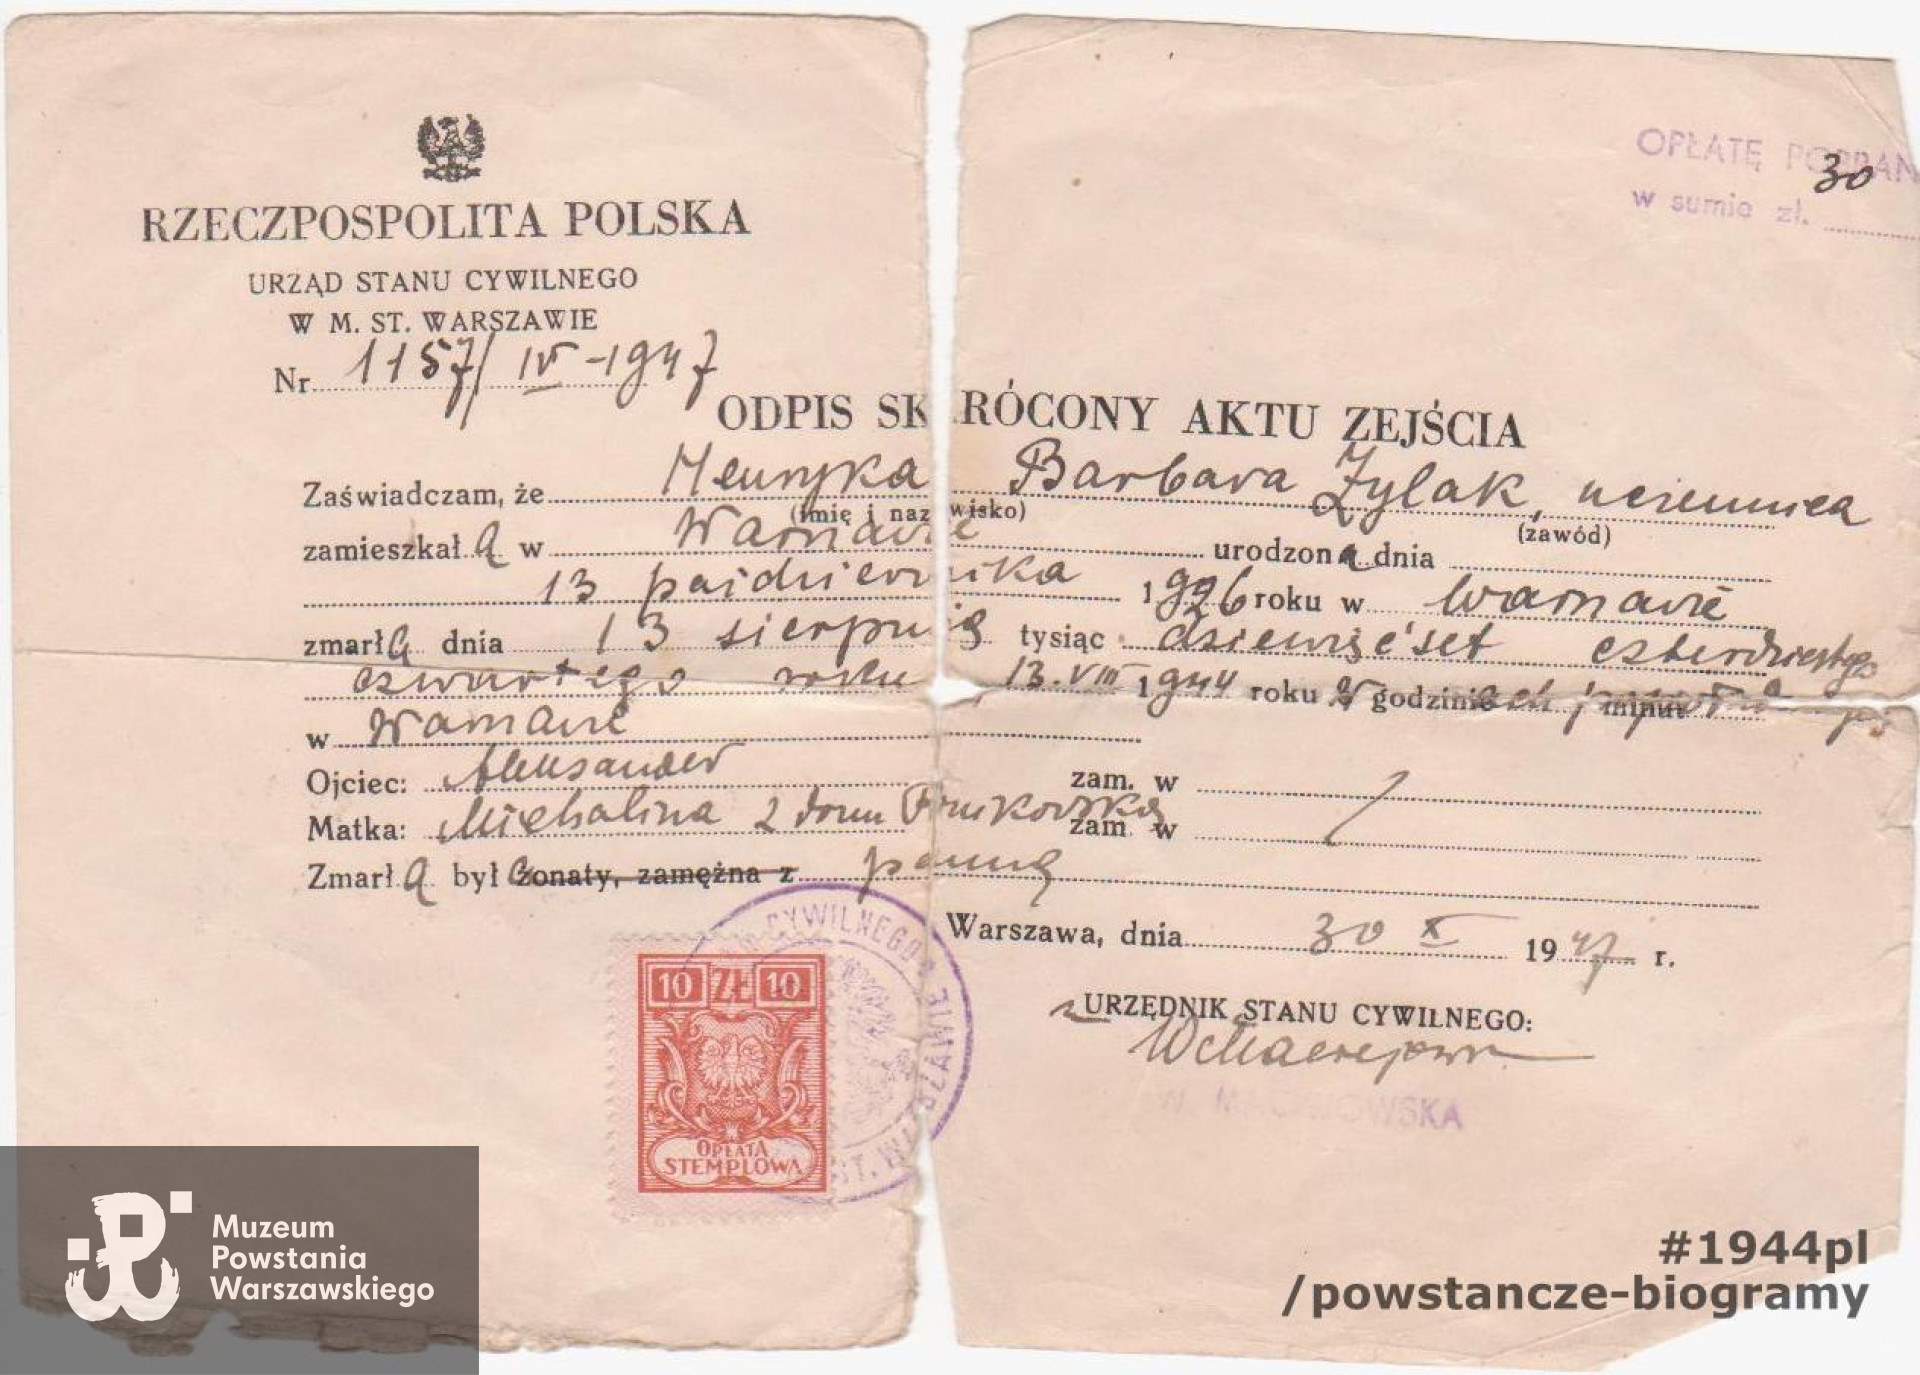 RZECZPOSPOLITA POLSKA
URZĄD STANU CYWILNEGO
W M. ST. WARSZAWIE
Nr 1157/IV-1947
OPŁATĘ POBRAN
w sumie zł. 30
ODPIS SKRÓCONY AKTU ZEJŚCIA
Zaświadczam, że Henryka Barbara Żylak, uczennica
(imię i nazwisko) (zawód)
zamieszkała w Warszawie urodzona dnia
13 października 1926 roku w Warszawie
zmarła dnia 13 sierpnia tysiąc dziewięćset czterdziestego
czwartego roku 13.VIII 1944 roku o godzinie minut
w Warszawie
Ojciec: Aleksander zam. w
Matka: Michalina z domu zam w
Zmarła była żonaty, zamężna z panną
Warszawa, dnia 30 X 1947 r.
URZĘDNIK STANU CYWILNEGO:
CYWILNEGO
ST. WARSZAWIE
10 ZŁ 10
OPŁATA
STEMPLOWA
Muzeum
Powstania
Warszawskiego
#1944pl
/powstancze-biogramy